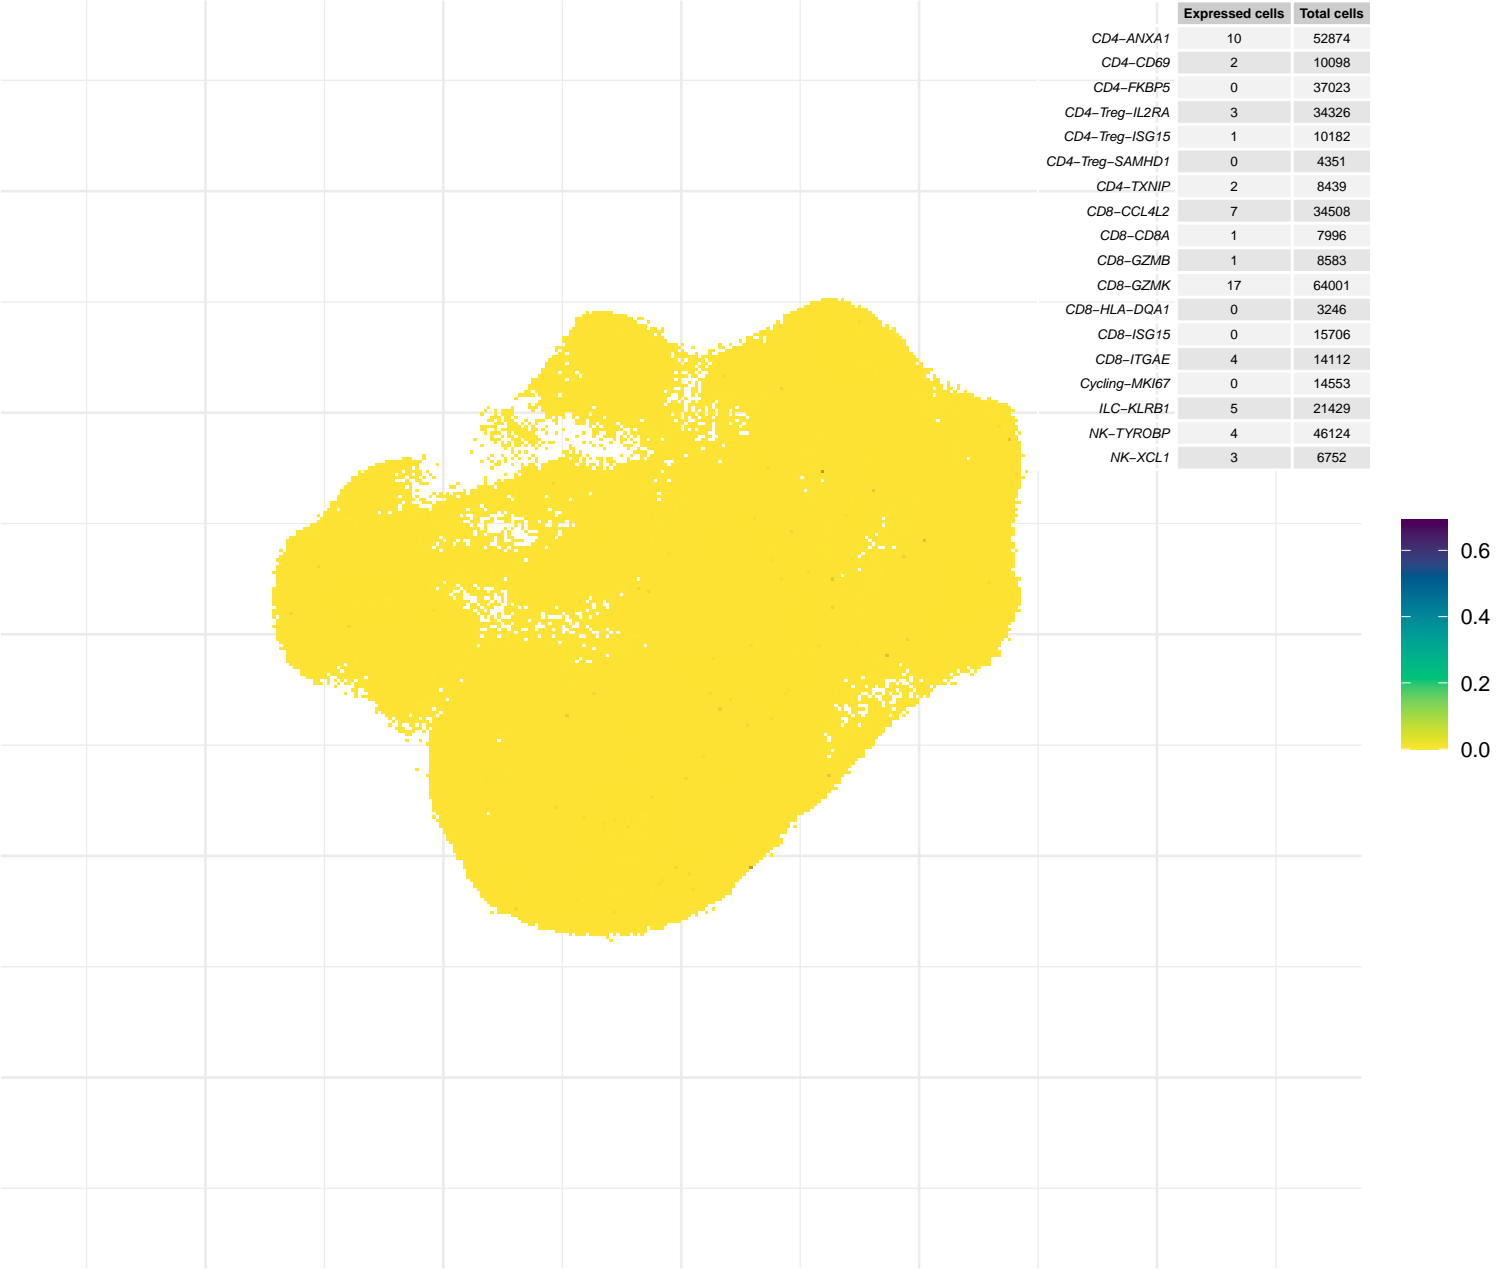 Expressed cells Total cells
CD4−ANXA1 10 52874
CD4−CD69 2 10098
CD4−FKBP5 0 37023
CD4−Treg−IL2RA 3 34326
CD4−Treg−ISG15 1 10182
CD4−Treg−SAMHD1 0 4351
CD4−TXNIP 2 8439
CD8−CCL4L2 7 34508
CD8−CD8A 1 7996
CD8−GZMB 1 8583
CD8−GZMK 17 64001
CD8−HLA−DQA1 0 3246
CD8−ISG15 0 15706
CD8−ITGAE 4 14112
Cycling−MKI67 0 14553
ILC−KLRB1 5 21429
NK−TYROBP 4 46124
NK−XCL1 3 6752
0.6
0.4
0.2
0.0